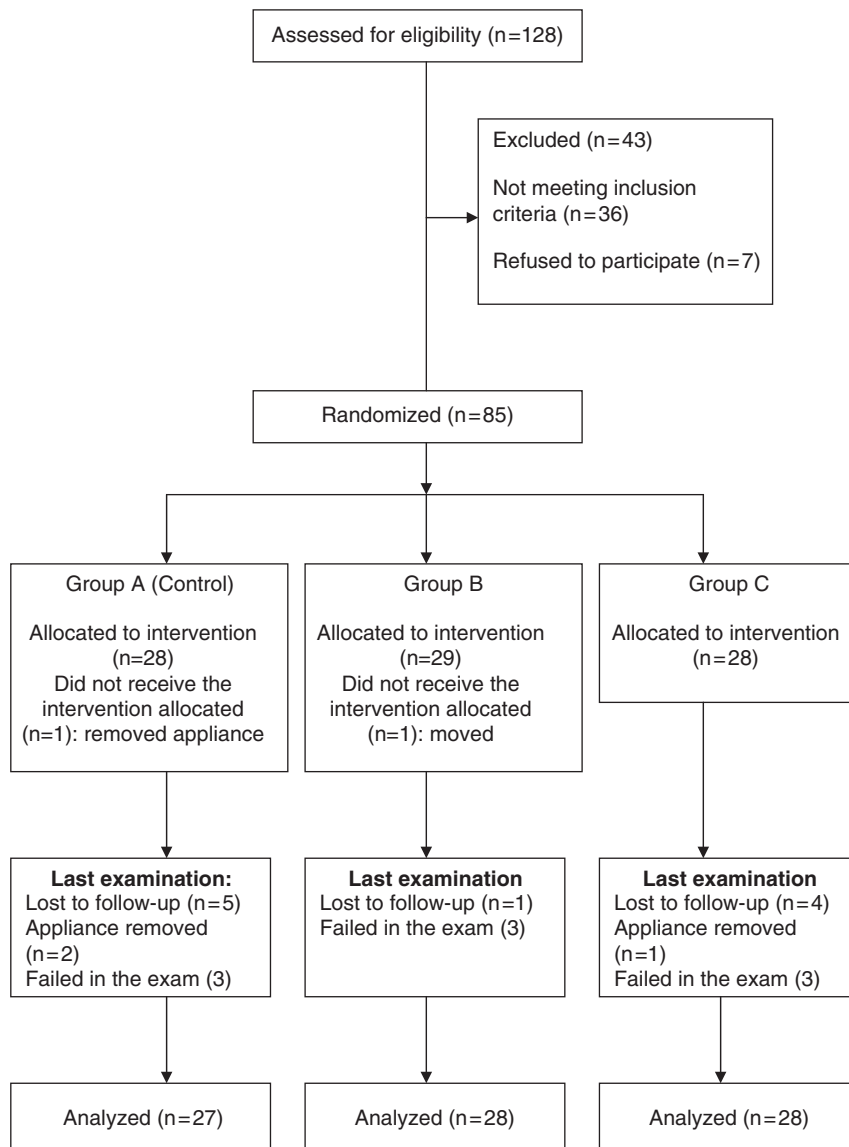 Assessed for eligibility (n=128)
Excluded (n=43)
Not meeting inclusion
criteria (n=36)
Refused to participate (n=7)
Randomized (n=85)
Group A (Control)
Allocated to intervention
(n=28)
Did not receive the
intervention allocated
(n=1): removed appliance
Group B
Allocated to intervention
(n=29)
Did not receive the
intervention allocated
(n=1): moved
Group C
Allocated to intervention
(n=28)
Last examination:
Lost to follow-up (n=5)
Appliance removed
(n=2)
Failed in the exam (3)
Last examination
Lost to follow-up (n=1)
Failed in the exam (3)
Last examination
Lost to follow-up (n=4)
Appliance removed
(n=1)
Failed in the exam (3)
Analyzed (n=27)
Analyzed (n=28)
Analyzed (n=28)